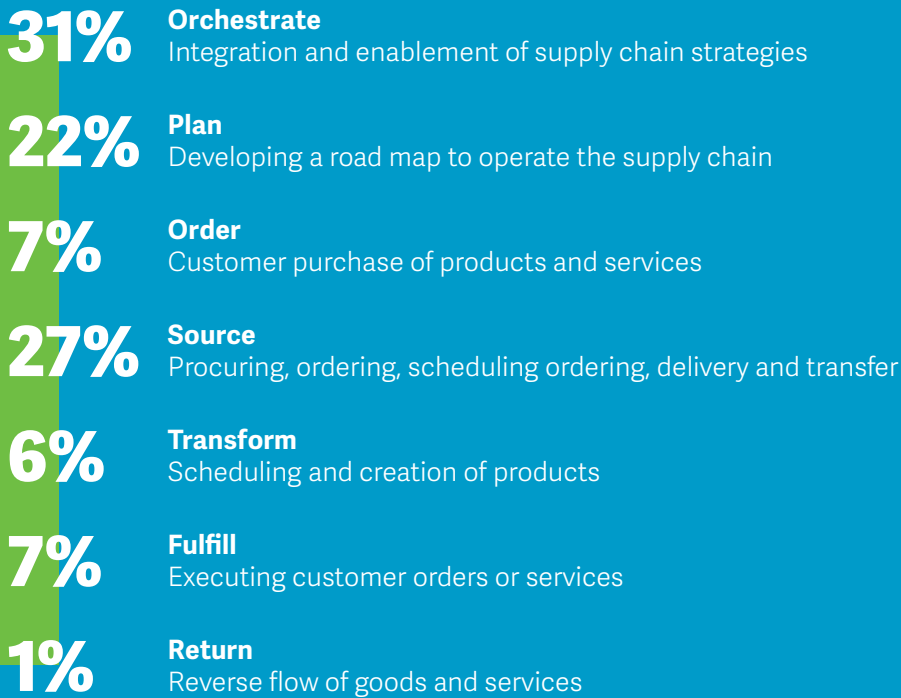 31%
Orchestrate
Integration and enablement of supply chain strategies
22%
Plan
Developing a road map to operate the supply chain
7%
Order
Customer purchase of products and services
27%
Source
Procuring, ordering, scheduling ordering, delivery and transfer
6%
Transform
Scheduling and creation of products
7%
Fulfill
Executing customer orders or services
1%
Return
Reverse flow of goods and services